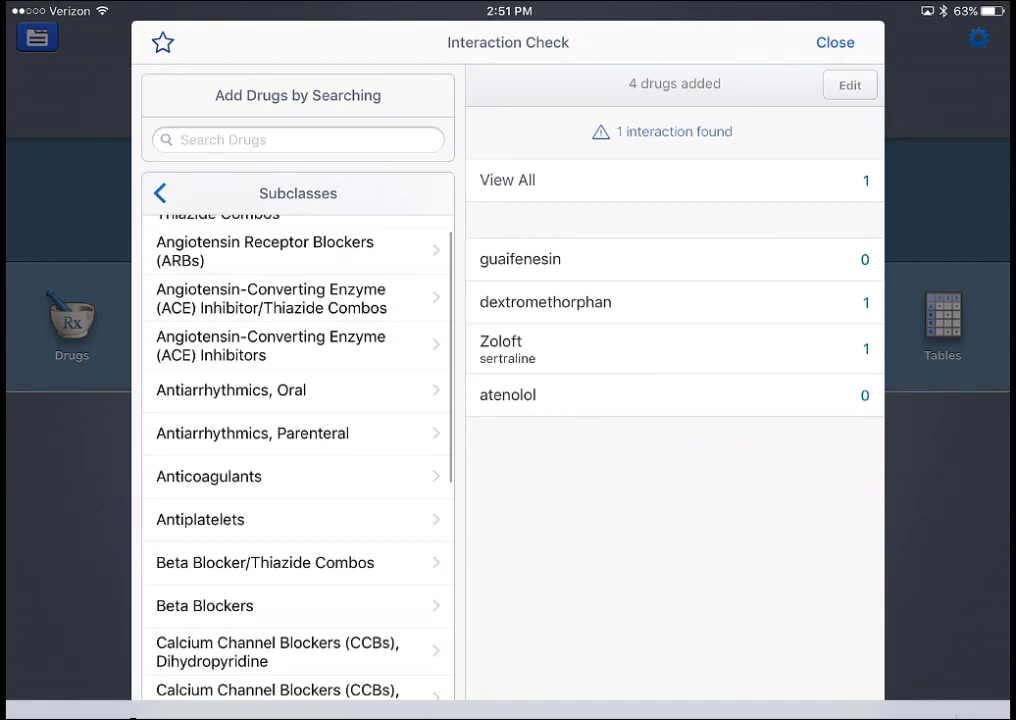 Verizon
2:51 PM
63%
Interaction Check
Close
Add Drugs by Searching
Search Drugs
Subclasses
Thiazide Combos
Angiotensin Receptor Blockers
(ARBs)
Angiotensin-Converting Enzyme
(ACE) Inhibitor/Thiazide Combos
Angiotensin-Converting Enzyme
(ACE) Inhibitors
Antiarrhythmics, Oral
Antiarrhythmics, Parenteral
Anticoagulants
Antiplatelets
Beta Blocker/Thiazide Combos
Beta Blockers
Calcium Channel Blockers (CCBs),
Dihydropyridine
Calcium Channel Blockers (CCBs),
4 drugs added
Edit
1 interaction found
View All 1
guaifenesin 0
dextromethorphan 1
Zoloft
sertraline 1
atenolol 0
Rx
Drugs
Tables